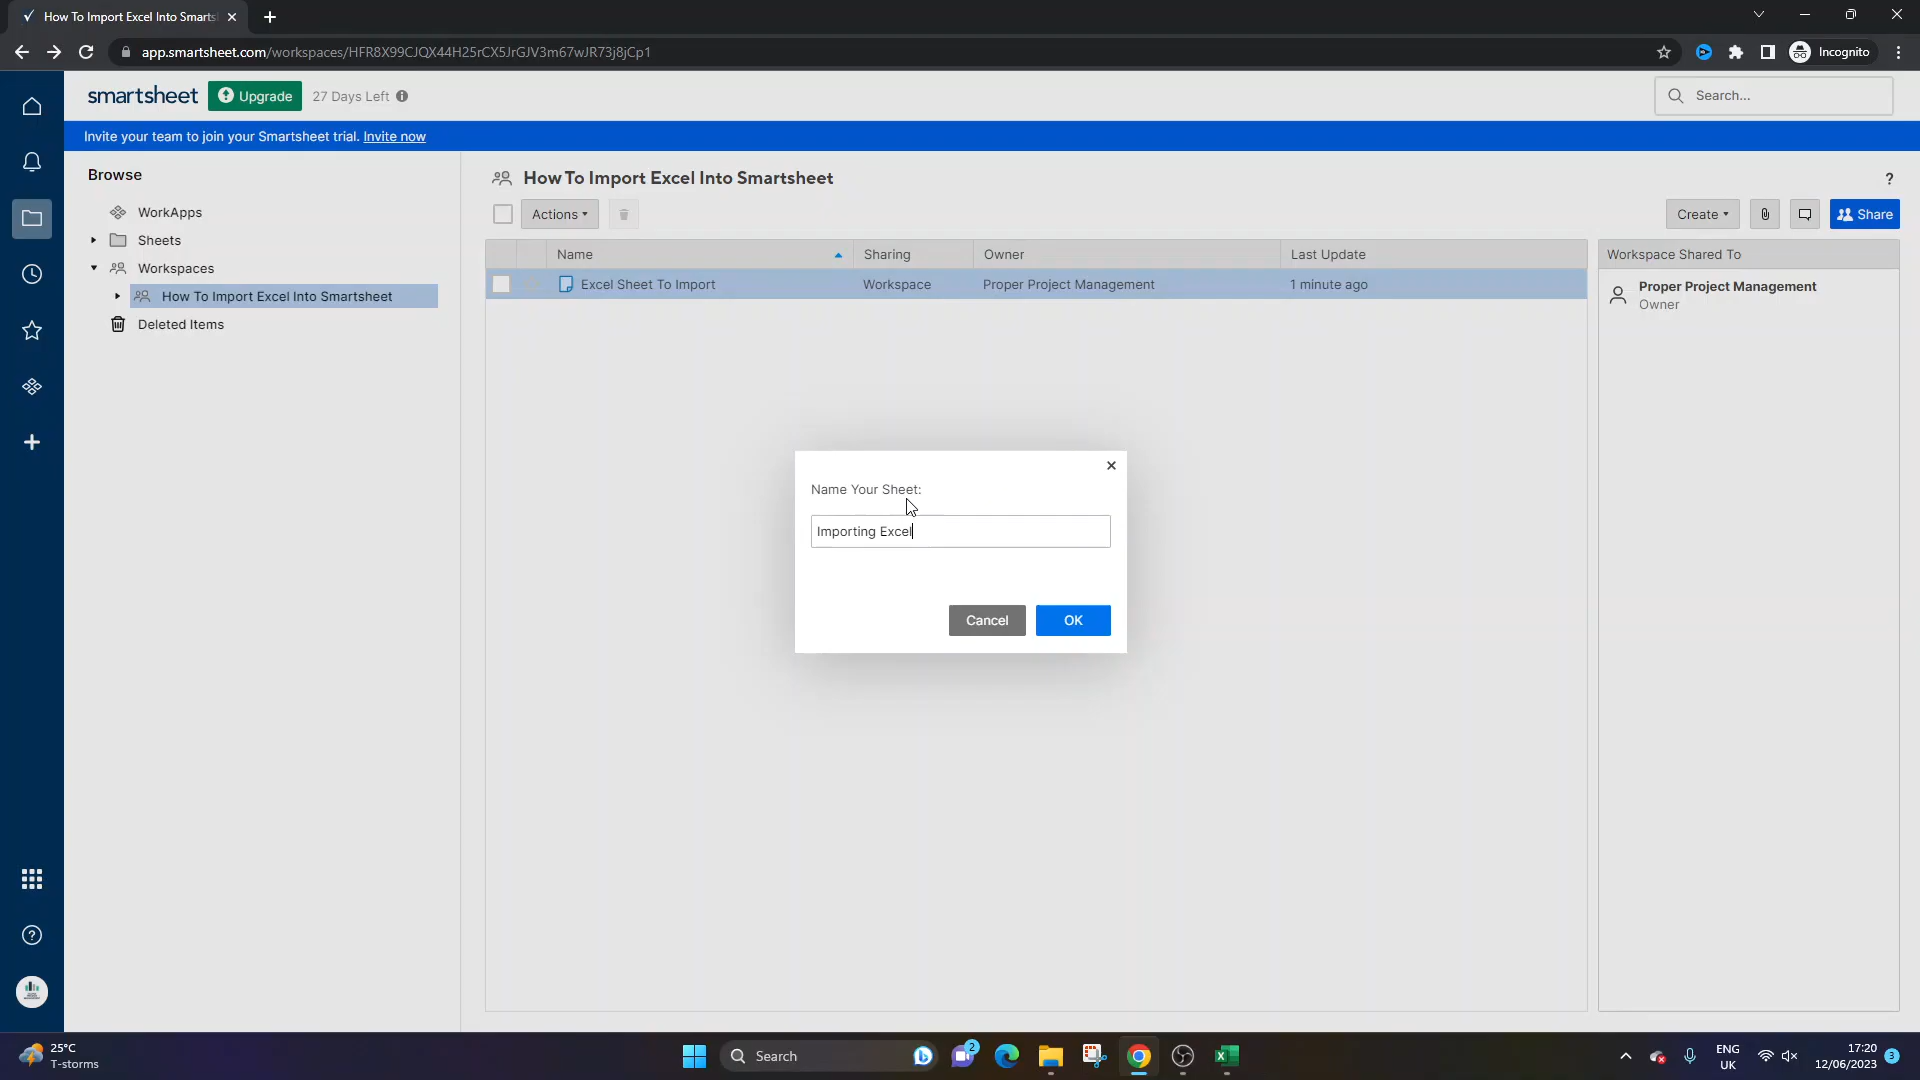 How To Import Excel Into Smarts
app.smartsheet.com/workspaces/HFR8X99CJQX44H25rCX5JrGJV3m67wJR73j8jCp1
Incognito
smartsheet
Upgrade
27 Days Left
Search...
Invite your team to join your Smartsheet trial. Invite now
Browse
WorkApps
Sheets
Workspaces
How To Import Excel Into Smartsheet
Deleted Items
How To Import Excel Into Smartsheet
?
Actions
Create
Share
Name Sharing Owner Last Update
Excel Sheet To Import Workspace Proper Project Management 1 minute ago
Workspace Shared To
Proper Project Management
Owner
Name Your Sheet:
Importing Excel
Cancel OK
25°C
T-storms
Search
2
ENG
UK
17:20
12/06/2023
3